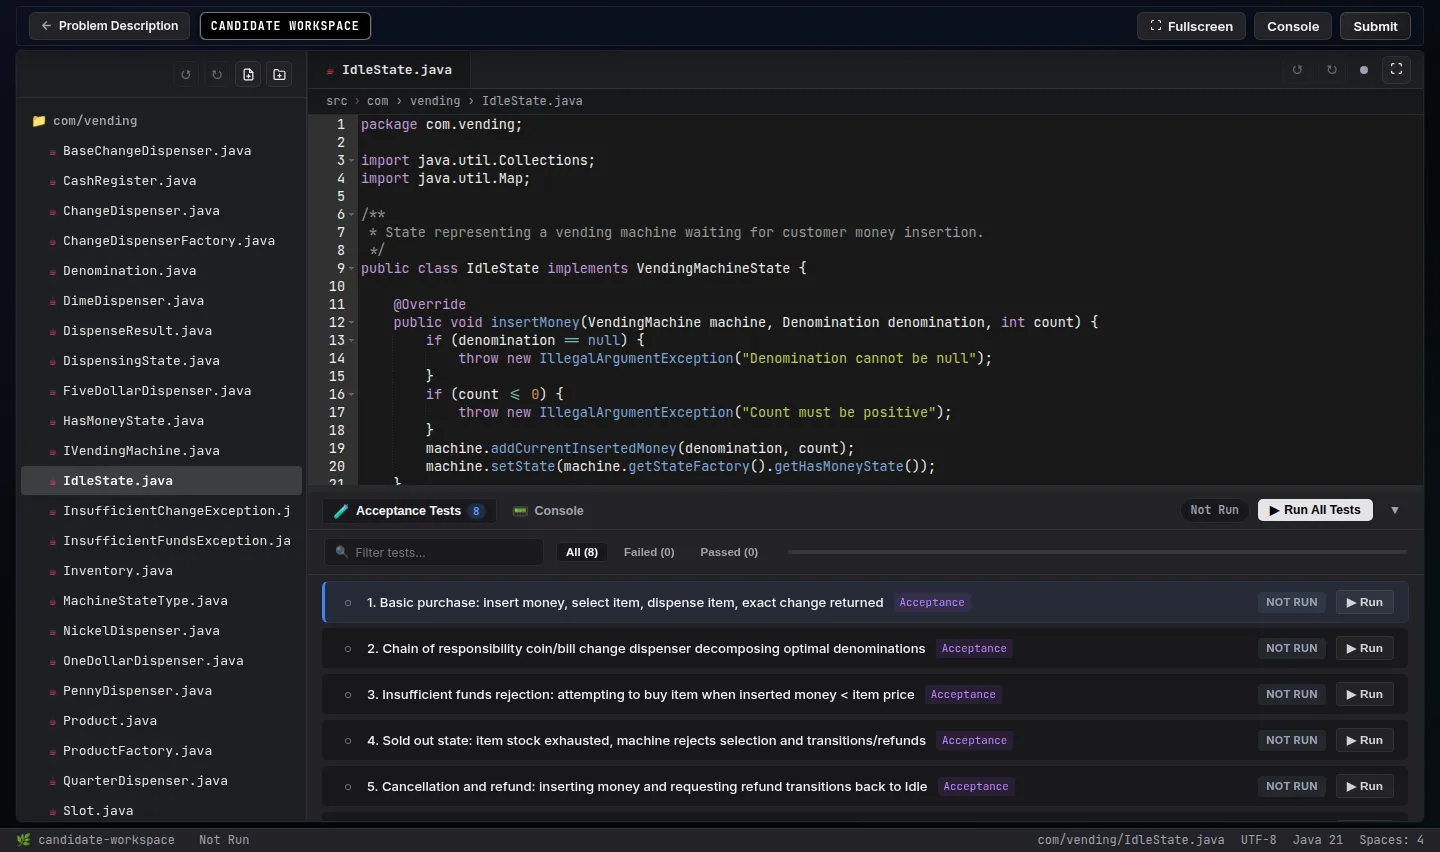 ← Problem Description
CANDIDATE WORKSPACE
Fullscreen
Console
Submit
com/vending
BaseChangeDispenser.java
CashRegister.java
ChangeDispenser.java
ChangeDispenserFactory.java
Denomination.java
DimeDispenser.java
DispenseResult.java
DispensingState.java
FiveDollarDispenser.java
HasMoneyState.java
IVendingMachine.java
IdleState.java
InsufficientChangeException.j
InsufficientFundsException.ja
Inventory.java
MachineStateType.java
NickelDispenser.java
OneDollarDispenser.java
PennyDispenser.java
Product.java
ProductFactory.java
QuarterDispenser.java
Slot.java
IdleState.java
src › com › vending › IdleState.java
1 package com.vending;
2
3 import java.util.Collections;
4 import java.util.Map;
5
6 /**
7 * State representing a vending machine waiting for customer money insertion.
8 */
9 public class IdleState implements VendingMachineState {
10
11 @Override
12 public void insertMoney(VendingMachine machine, Denomination denomination, int count) {
13 if (denomination == null) {
14 throw new IllegalArgumentException("Denomination cannot be null");
15 }
16 if (count <= 0) {
17 throw new IllegalArgumentException("Count must be positive");
18 }
19 machine.addCurrentInsertedMoney(denomination, count);
20 machine.setState(machine.getStateFactory().getHasMoneyState());
21 }
Acceptance Tests 8
Console
Not Run
▶ Run All Tests
▼
Filter tests...
All (8)
Failed (0)
Passed (0)
1. Basic purchase: insert money, select item, dispense item, exact change returned Acceptance NOT RUN ▶ Run
2. Chain of responsibility coin/bill change dispenser decomposing optimal denominations Acceptance NOT RUN ▶ Run
3. Insufficient funds rejection: attempting to buy item when inserted money < item price Acceptance NOT RUN ▶ Run
4. Sold out state: item stock exhausted, machine rejects selection and transitions/refunds Acceptance NOT RUN ▶ Run
5. Cancellation and refund: inserting money and requesting refund transitions back to Idle Acceptance NOT RUN ▶ Run
candidate-workspace
Not Run
com/vending/IdleState.java
UTF-8
Java 21
Spaces: 4